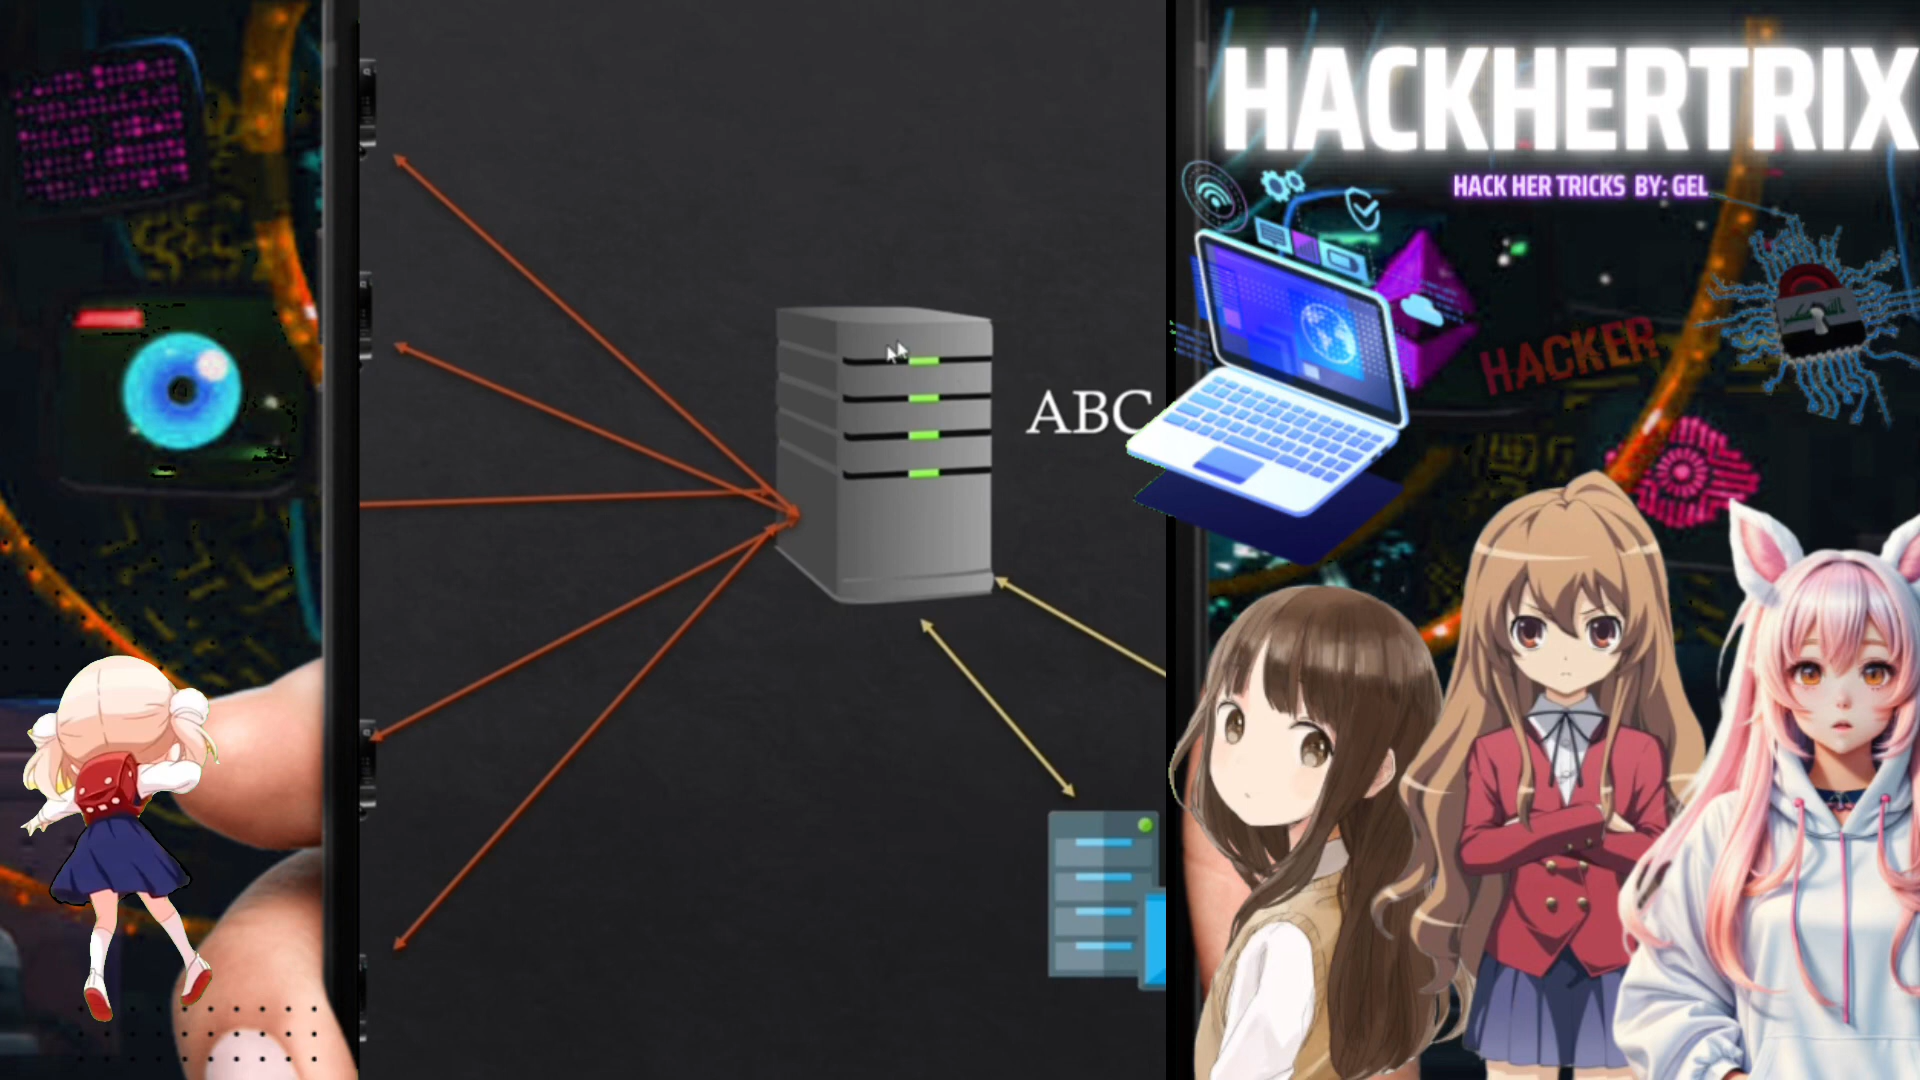 HACKHERTRIX
HACK HER TRICKS BY: GEL
HACKER
ABC